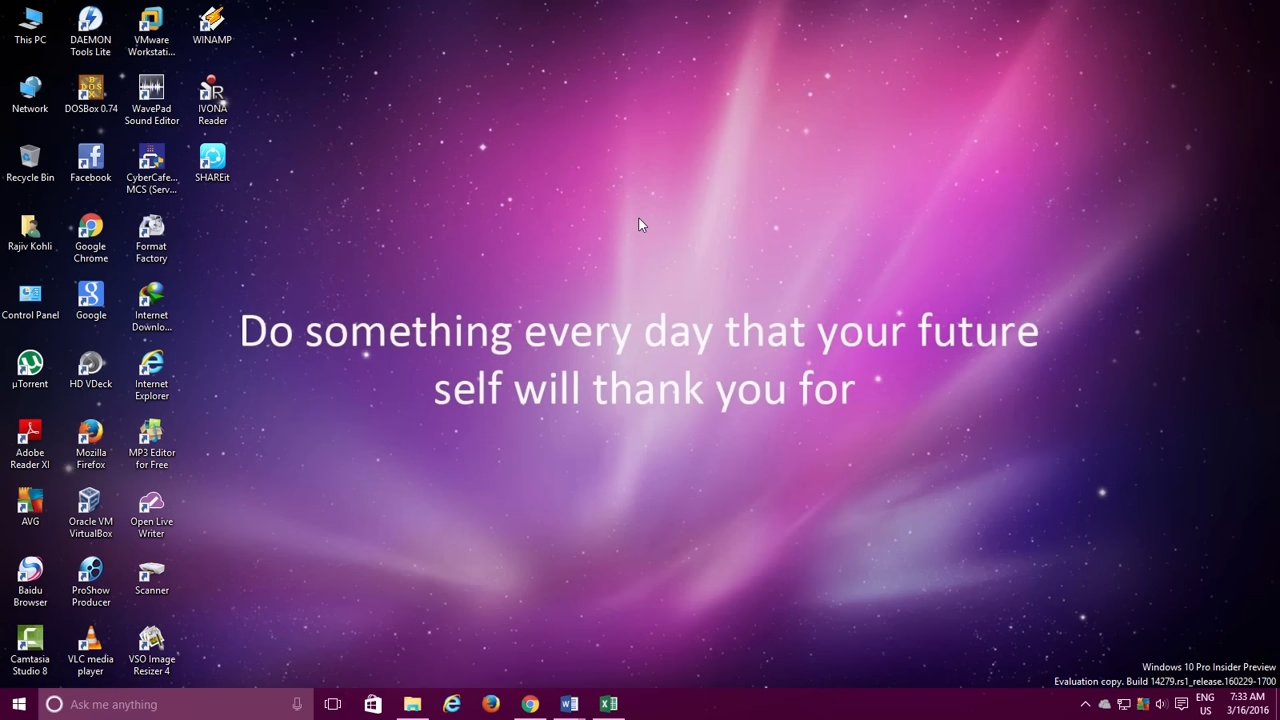 This PC
DAEMON
Tools Lite
VMware
Workstati...
WINAMP
Network
DOSBox 0.74
WavePad
Sound Editor
IVONA
Reader
Recycle Bin
Facebook
CyberCafe...
MCS (Serv...
SHAREit
Rajiv Kohli
Google
Chrome
Format
Factory
Control Panel
Google
Internet
Downlo...
µTorrent
HD VDeck
Internet
Explorer
Adobe
Reader XI
Mozilla
Firefox
MP3 Editor
for Free
AVG
Oracle VM
VirtualBox
Open Live
Writer
Baidu
Browser
ProShow
Producer
Scanner
Camtasia
Studio 8
VLC media
player
VSO Image
Resizer 4
Do something every day that your future
self will thank you for
Windows 10 Pro Insider Preview
Evaluation copy. Build 14279.rs1_release.160229-1700
Ask me anything
ENG
US
7:33 AM
3/16/2016